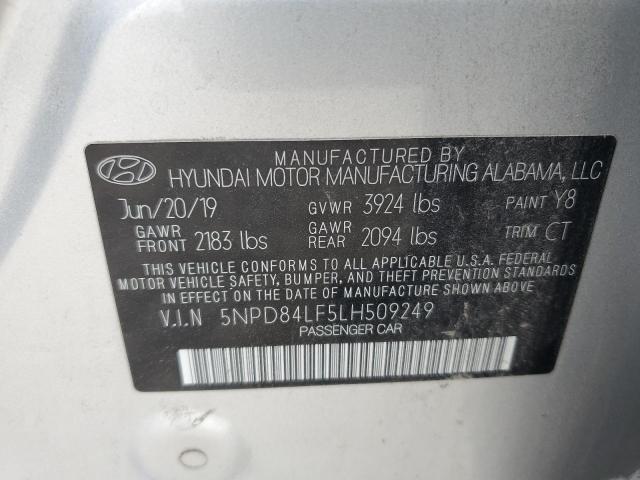 MANUFACTURED BY
HYUNDAI MOTOR MANUFACTURING ALABAMA, LLC
Jun/20/19 GVWR 3924 lbs PAINT Y8
GAWR FRONT 2183 lbs GAWR REAR 2094 lbs TRIM CT
THIS VEHICLE CONFORMS TO ALL APPLICABLE U.S.A. FEDERAL
MOTOR VEHICLE SAFETY, BUMPER, AND THEFT PREVENTION STANDARDS
IN EFFECT ON THE DATE OF MANUFACTURE SHOWN ABOVE.
V.I.N 5NPD84LF5LH509249
PASSENGER CAR